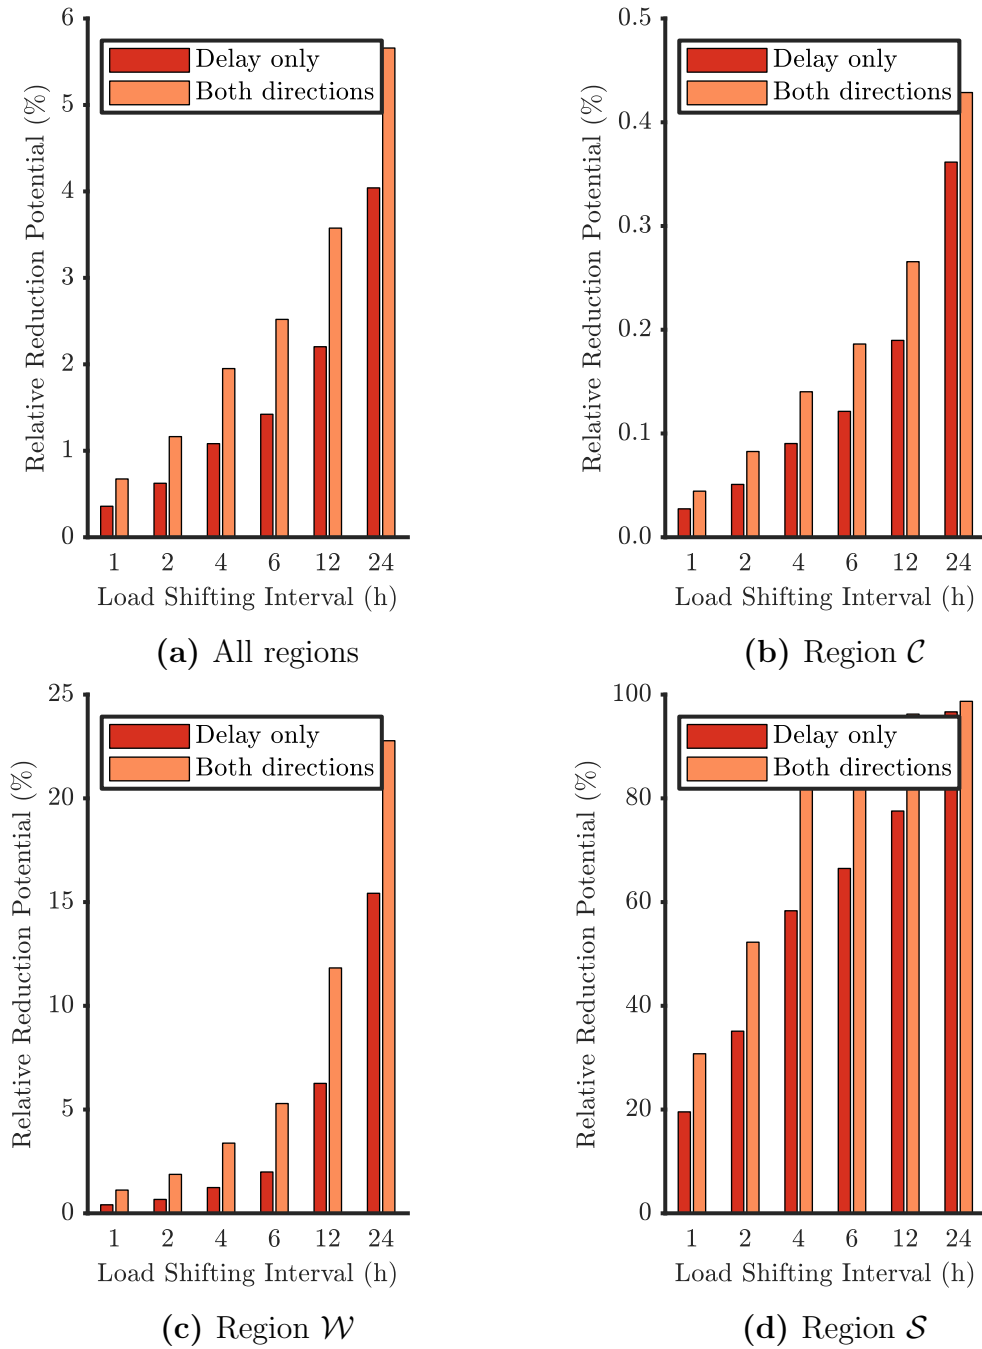 6
5
4
3
2
1
0
Relative Reduction Potential (%)
Delay only
Both directions
1 2 4 6 12 24
Load Shifting Interval (h)
(a) All regions
0.5
0.4
0.3
0.2
0.1
0.0
Relative Reduction Potential (%)
Delay only
Both directions
1 2 4 6 12 24
Load Shifting Interval (h)
(b) Region 𝒞
25
20
15
10
5
0
Relative Reduction Potential (%)
Delay only
Both directions
1 2 4 6 12 24
Load Shifting Interval (h)
(c) Region 𝒲
100
80
60
40
20
0
Relative Reduction Potential (%)
Delay only
Both directions
1 2 4 6 12 24
Load Shifting Interval (h)
(d) Region 𝒮